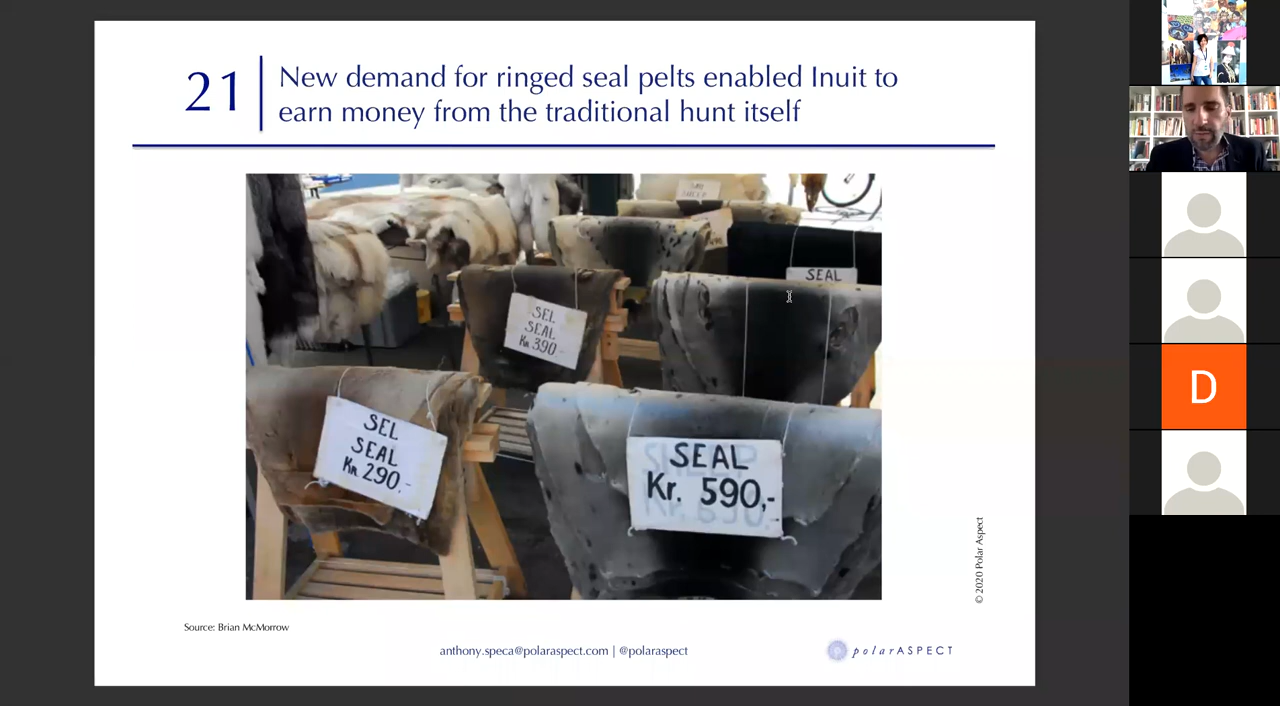 21
New demand for ringed seal pelts enabled Inuit to
earn money from the traditional hunt itself
SEAL
SEL
SEAL
Kr. 390.-
SEL
SEAL
Kr. 290.-
SEAL
Kr. 590,-
© 2020 Polar Aspect
Source: Brian McMorrow
anthony.speca@polaraspect.com | @polaraspect
polarASPECT
D